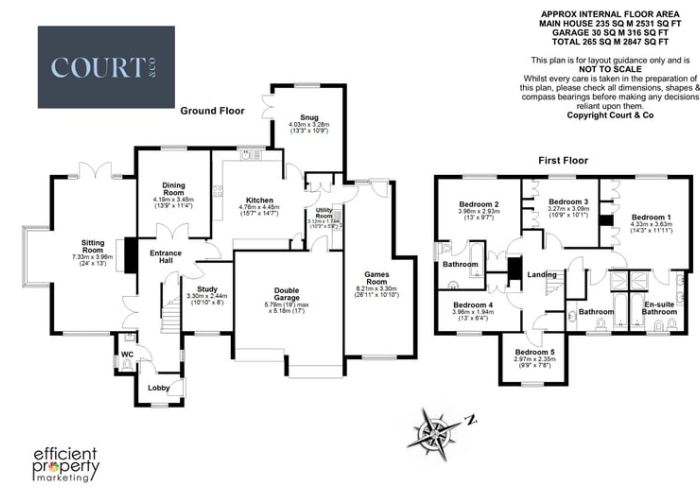 APPROX INTERNAL FLOOR AREA
MAIN HOUSE 235 SQ M 2531 SQ FT
GARAGE 30 SQ M 316 SQ FT
TOTAL 265 SQ M 2847 SQ FT
This plan is for layout guidance only and is
NOT TO SCALE
Whilst every care is taken in the preparation of
this plan, please check all dimensions, shapes &
compass bearings before making any decisions
reliant upon them.
Copyright Court & Co
COURT &CO
Ground Floor
Snug
4.03m x 3.28m
(13'3" x 10'9")
Dining
Room
4.19m x 3.48m
(13'9" x 11'4")
Kitchen
4.76m x 4.45m
(15'7" x 14'7")
Utility
Room
Sitting
Room
7.33m x 3.96m
(24' x 13')
Entrance
Hall
Study
3.30m x 2.44m
(10'10" x 8')
Double
Garage
5.79m (19') max
x 5.18m (17')
Games
Room
8.21m x 3.30m
(26'11" x 10'10")
WC
Lobby
First Floor
Bedroom 2
3.96m x 2.93m
(13' x 9'7")
Bedroom 3
3.27m x 3.09m
(10'9" x 10'1")
Bedroom 1
4.33m x 3.63m
(14'3" x 11'11")
Bathroom
Landing
Bedroom 4
3.96m x 1.94m
(13' x 6'4")
Bathroom
En-suite
Bathroom
Bedroom 5
2.97m x 2.35m
(9'9" x 7'8")
N
efficient
property
marketing